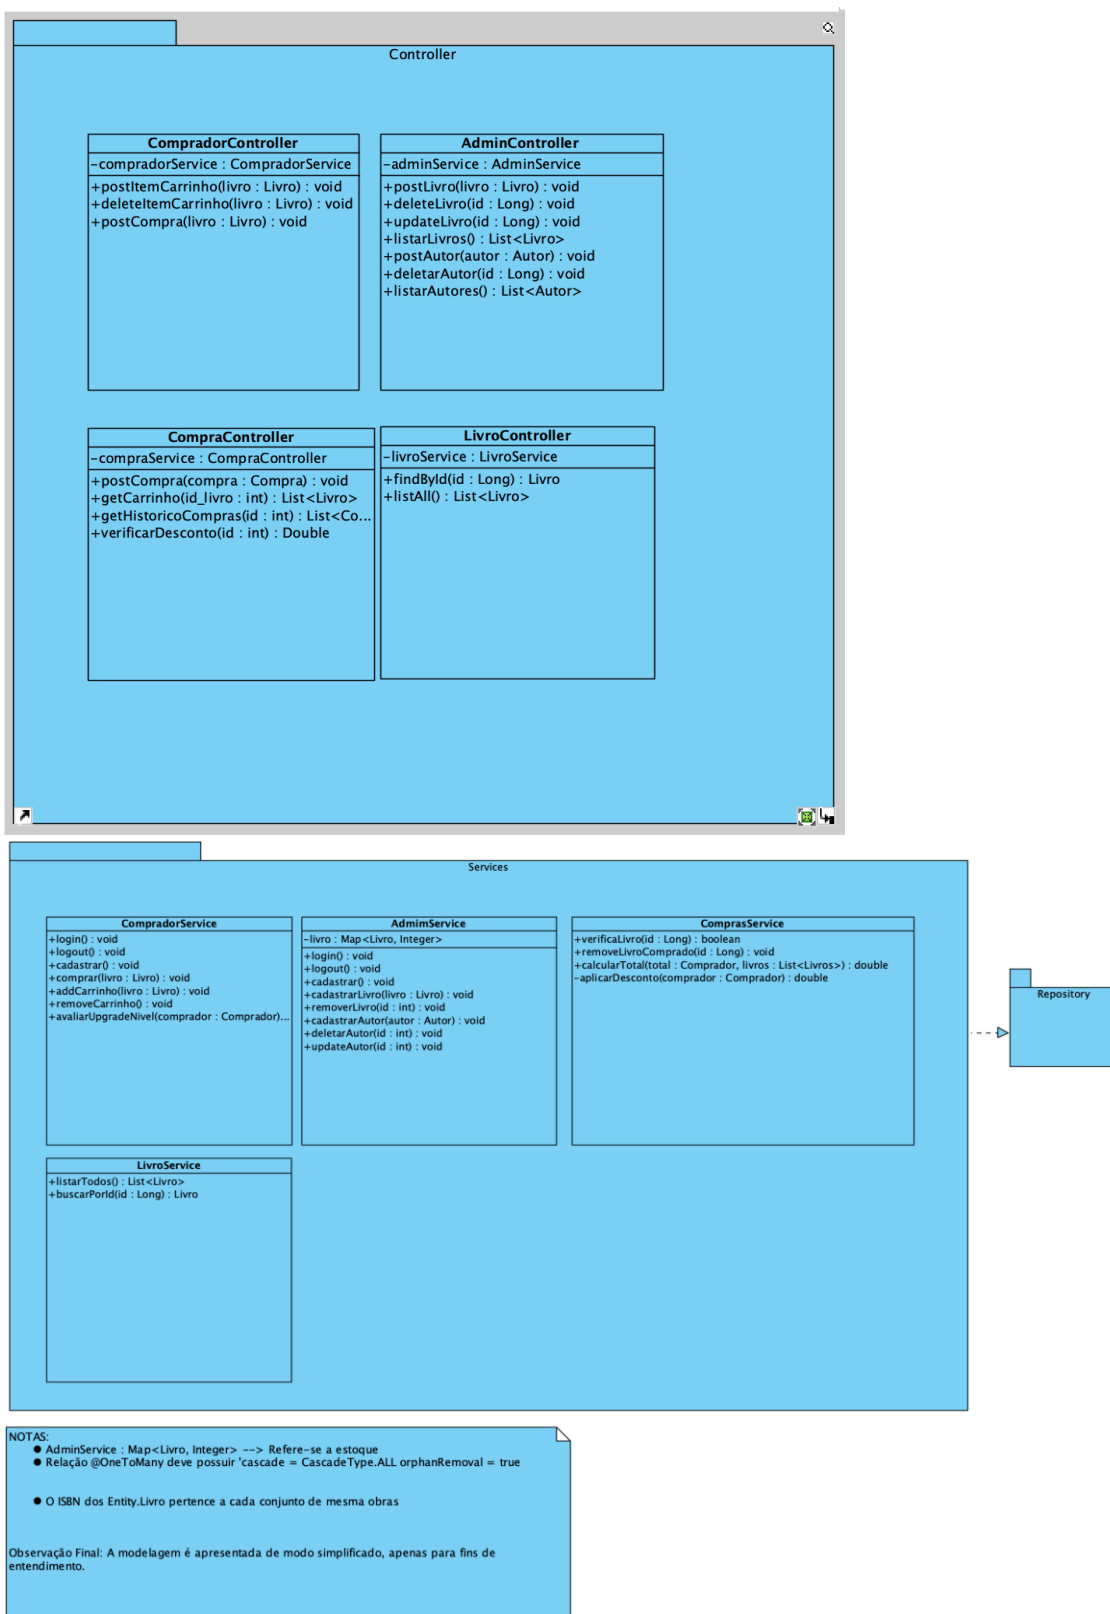 Controller
CompradorController
-compradorService : CompradorService
+postItemCarrinho(livro : Livro) : void
+deleteItemCarrinho(livro : Livro) : void
+postCompra(livro : Livro) : void
AdminController
-adminService : AdminService
+postLivro(livro : Livro) : void
+deleteLivro(id : Long) : void
+updateLivro(id : Long) : void
+listarLivros() : List<Livro>
+postAutor(autor : Autor) : void
+deletarAutor(id : Long) : void
+listarAutores() : List<Autor>
CompraController
-compraService : CompraController
+postCompra(compra : Compra) : void
+getCarrinho(id_livro : int) : List<Livro>
+getHistoricoCompras(id : int) : List<Co...
+verificarDesconto(id : int) : Double
LivroController
-livroService : LivroService
+findById(id : Long) : Livro
+listAll() : List<Livro>
Services
CompradorService
+login() : void
+logout() : void
+cadastrar() : void
+comprar(livro : Livro) : void
+addCarrinho(livro : Livro) : void
+removeCarrinho() : void
+avaliarUpgradeNivel(comprador : Comprador)...
AdmimService
-livro : Map<Livro, Integer>
+login() : void
+logout() : void
+cadastrar() : void
+cadastrarLivro(livro : Livro) : void
+removerLivro(id : int) : void
+cadastrarAutor(autor : Autor) : void
+deletarAutor(id : int) : void
+updateAutor(id : int) : void
ComprasService
+verificaLivro(id : Long) : boolean
+removeLivroComprado(id : Long) : void
+calcularTotal(total : Comprador, livros : List<Livros>) : double
-aplicarDesconto(comprador : Comprador) : double
Repository
LivroService
+listarTodos() : List<Livro>
+buscarPorId(id : Long) : Livro
NOTAS:
● AdminService : Map<Livro, Integer> --> Refere-se a estoque
● Relação @OneToMany deve possuir 'cascade = CascadeType.ALL orphanRemoval = true
● O ISBN dos Entity.Livro pertence a cada conjunto de mesma obras
Observação Final: A modelagem é apresentada de modo simplificado, apenas para fins de
entendimento.